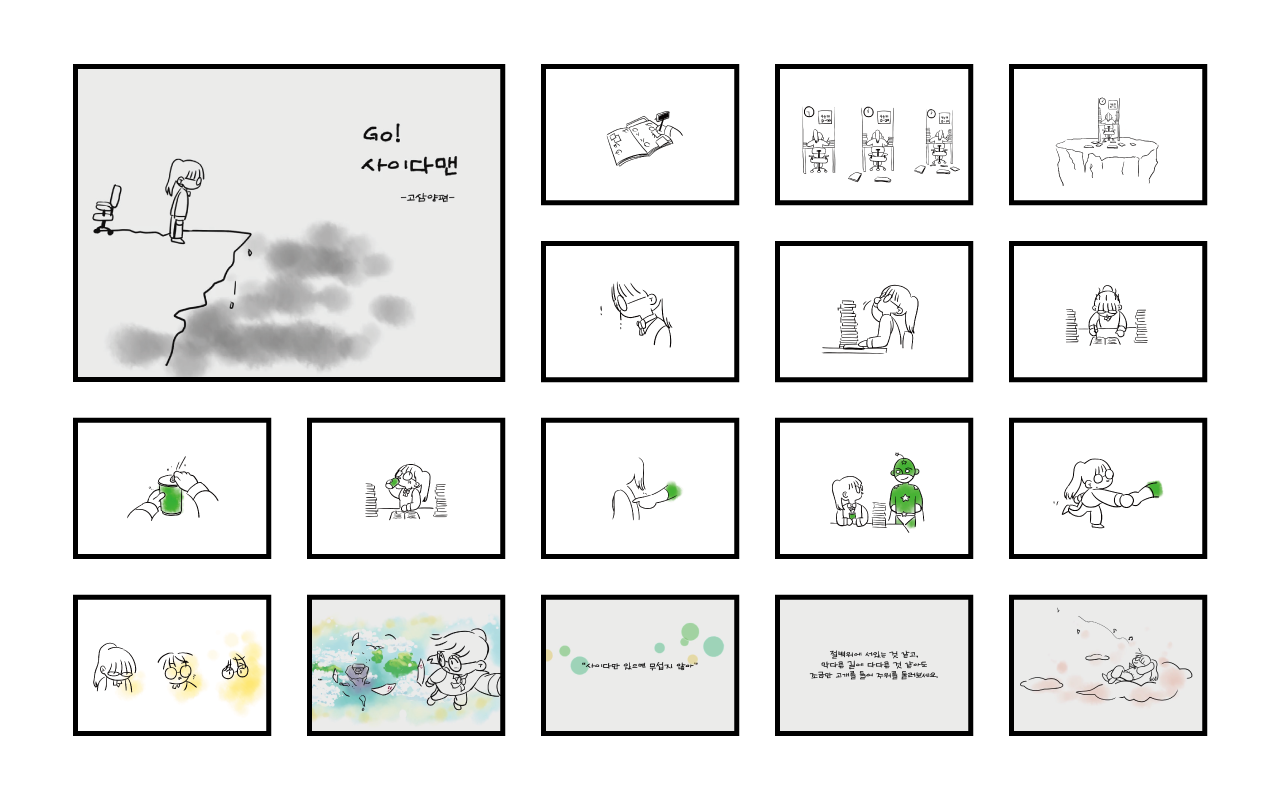 Go!
사이다맨
-고삼양편-
"사이다만 있으면 무섭지 않아"
절벽위에 서있는 것 같고,
막다른 길에 다다른 것 같아도
조금만 고개를 들어 주위를 둘러보세요.